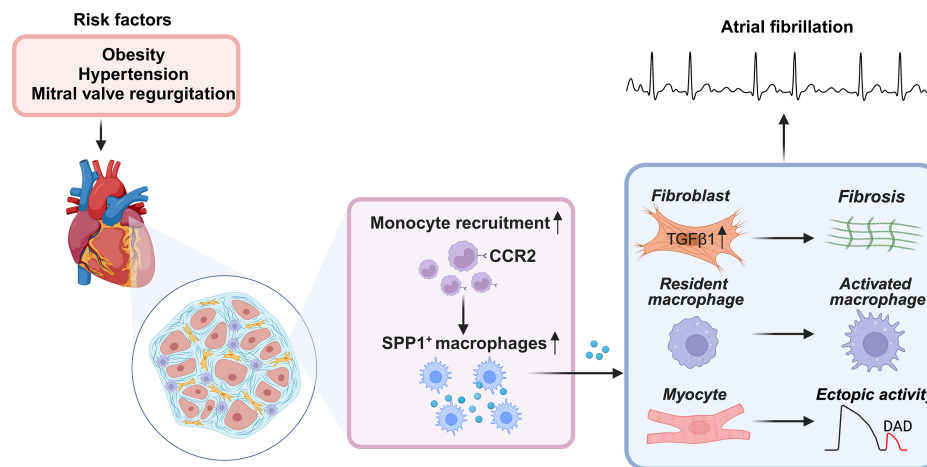 Risk factors
Obesity
Hypertension
Mitral valve regurgitation
Monocyte recruitment
CCR2
SPP1⁺ macrophages
Atrial fibrillation
Fibroblast
Fibrosis
TGFβ1
Resident
macrophage
Activated
macrophage
Myocyte
Ectopic activity
DAD